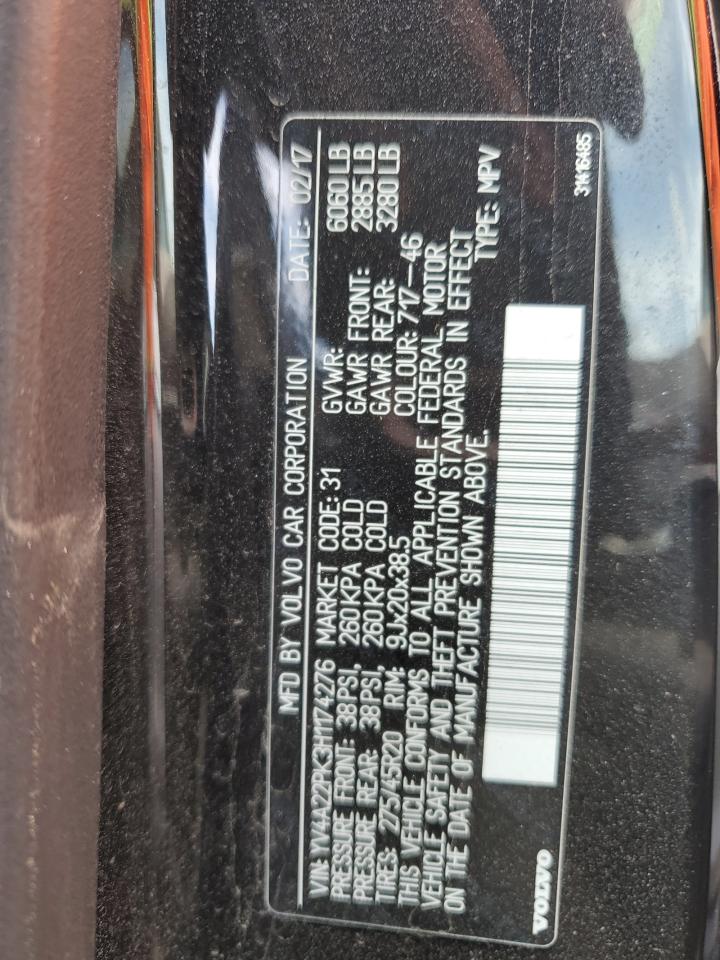 MFD BY VOLVO CAR CORPORATION DATE: 02/17
VIN: YV4A22PK3H1174276 MARKET CODE: 31
PRESSURE FRONT: 38PSI, 260KPA COLD GVWR: 6060LB
PRESSURE REAR: 38PSI, 260KPA COLD GAWR FRONT: 2885LB
TIRES: 275/45R20 RIM: 9Jx20x38.5 GAWR REAR: 3280LB
COLOUR: 717-46
THIS VEHICLE CONFORMS TO ALL APPLICABLE FEDERAL MOTOR
VEHICLE SAFETY AND THEFT PREVENTION STANDARDS IN EFFECT
ON THE DATE OF MANUFACTURE SHOWN ABOVE. TYPE: MPV
VOLVO
31416485